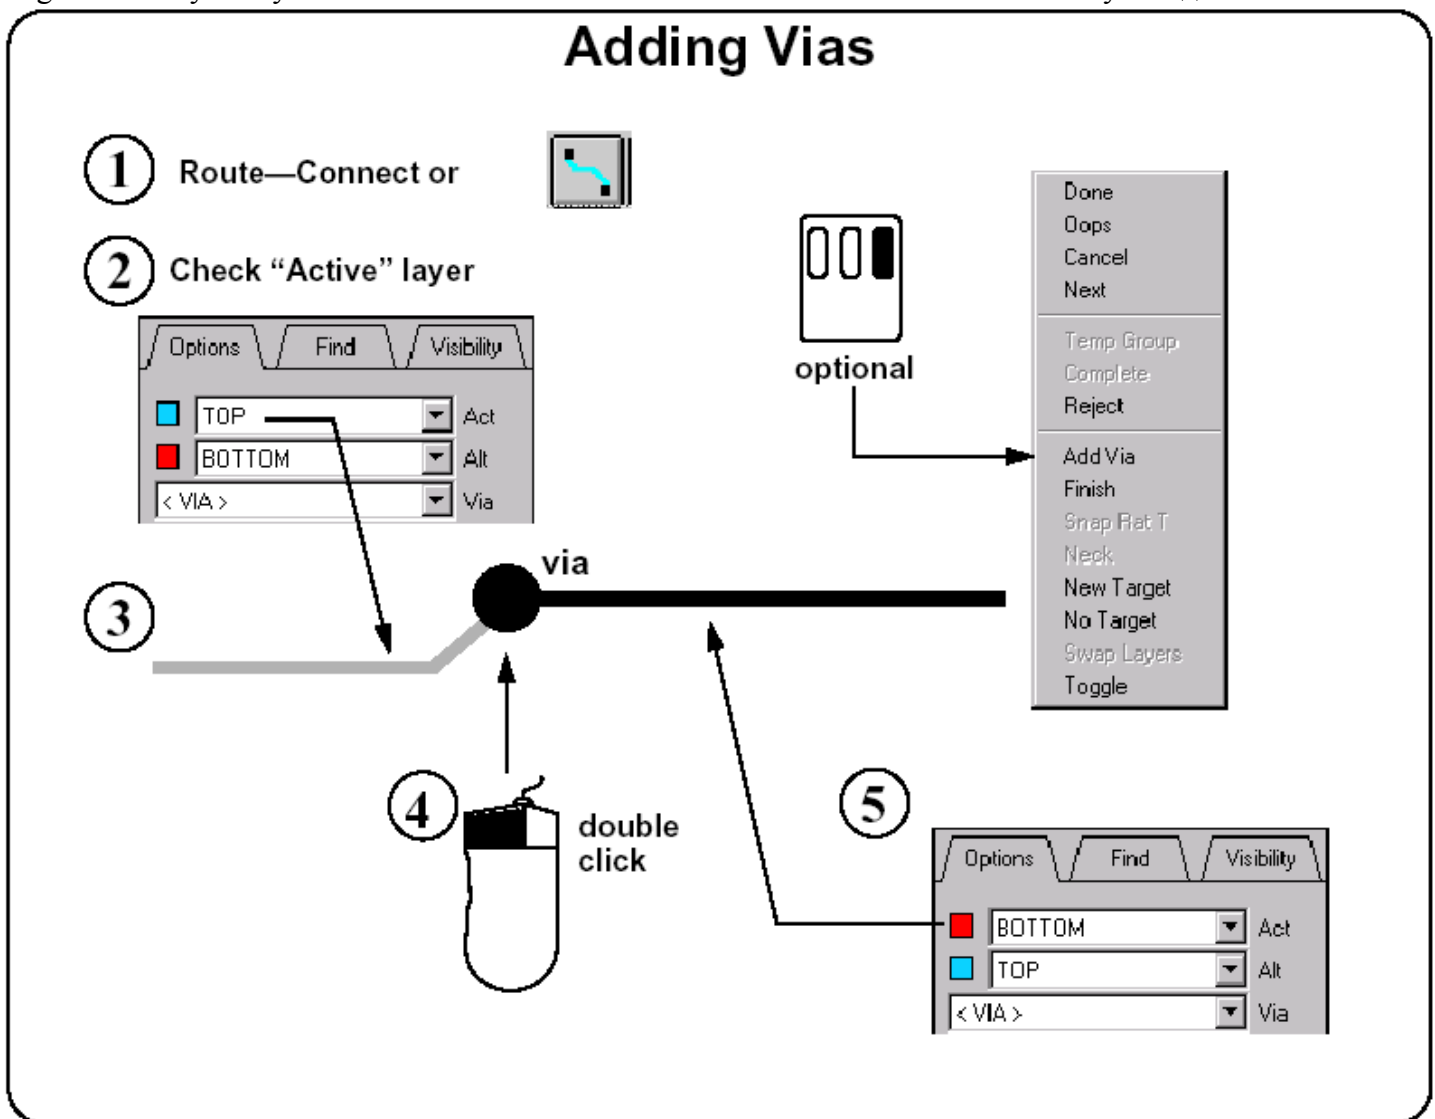 Adding Vias
1 Route—Connect or
2 Check “Active” layer
Options Find Visibility
TOP Act
BOTTOM Alt
< VIA > Via
optional
Done
Oops
Cancel
Next
Temp Group
Complete
Reject
Add Via
Finish
Snap Rat T
Neck
New Target
No Target
Swap Layers
Toggle
via
3
4
double
click
5
Options Find Visibility
BOTTOM Act
TOP Alt
< VIA > Via